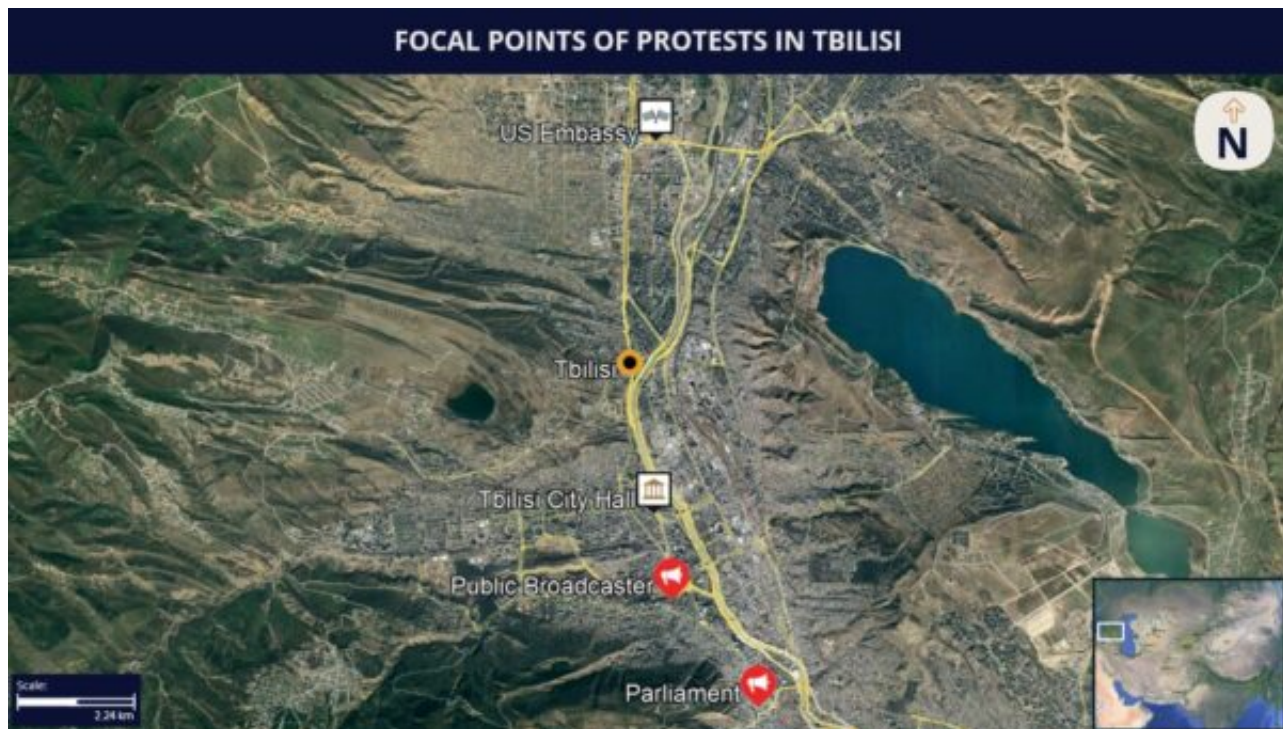 FOCAL POINTS OF PROTESTS IN TBILISI
N
US Embassy
Tbilisi
Tbilisi City Hall
Public Broadcaster
Parliament
Scale:
2.24 km